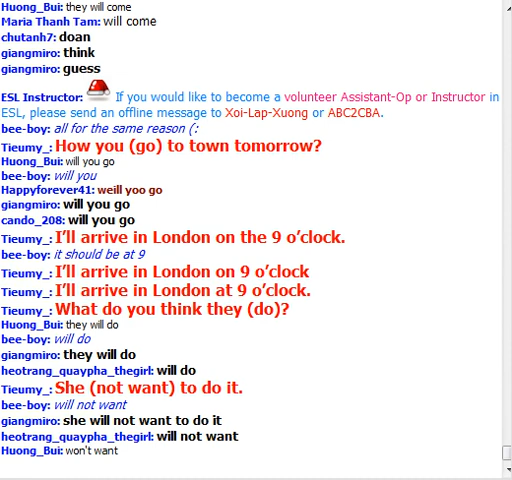 Huong_Bui: they will come
Maria Thanh Tam: will come
chutanh7: doan
giangmiro: think
giangmiro: guess
ESL Instructor: If you would like to become a volunteer Assistant-Op or Instructor in
ESL, please send an offline message to Xoi-Lap-Xuong or ABC2CBA.
bee-boy: all for the same reason (:
Tieumy_: How you (go) to town tomorrow?
Huong_Bui: will you go
bee-boy: will you
Happyforever41: weill yoo go
giangmiro: will you go
cando_208: will you go
Tieumy_: I'll arrive in London on the 9 o'clock.
bee-boy: it should be at 9
Tieumy_: I'll arrive in London on 9 o'clock
Tieumy_: I'll arrive in London at 9 o'clock.
Tieumy_: What do you think they (do)?
Huong_Bui: they will do
bee-boy: will do
giangmiro: they will do
heotrang_quaypha_thegirl: will do
Tieumy_: She (not want) to do it.
bee-boy: will not want
giangmiro: she will not want to do it
heotrang_quaypha_thegirl: will not want
Huong_Bui: won't want